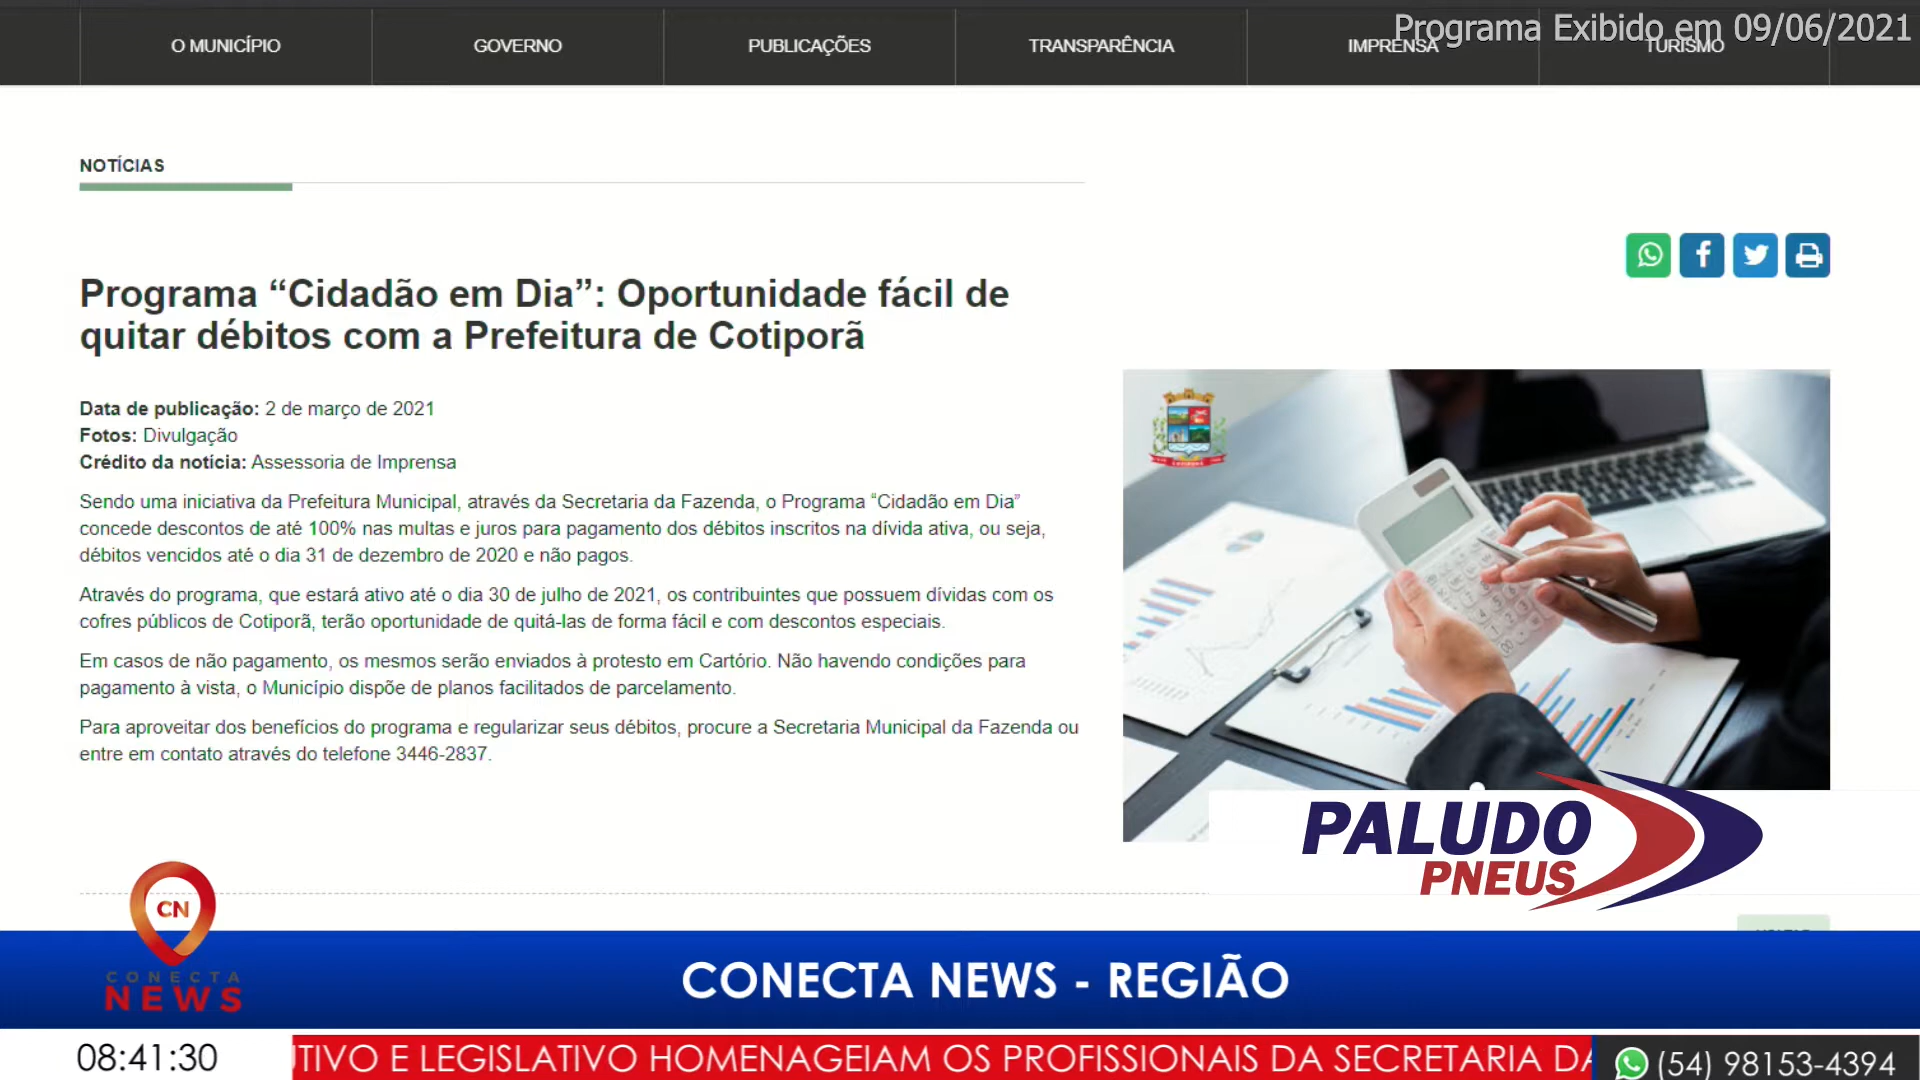 O MUNICÍPIO
GOVERNO
PUBLICAÇÕES
TRANSPARÊNCIA
IMPRENSA
TURISMO
Programa Exibido em 09/06/2021
NOTÍCIAS
Programa “Cidadão em Dia”: Oportunidade fácil de
quitar débitos com a Prefeitura de Cotiporã
Data de publicação: 2 de março de 2021
Fotos: Divulgação
Crédito da notícia: Assessoria de Imprensa
Sendo uma iniciativa da Prefeitura Municipal, através da Secretaria da Fazenda, o Programa “Cidadão em Dia”
concede descontos de até 100% nas multas e juros para pagamento dos débitos inscritos na dívida ativa, ou seja,
débitos vencidos até o dia 31 de dezembro de 2020 e não pagos.
Através do programa, que estará ativo até o dia 30 de julho de 2021, os contribuintes que possuem dívidas com os
cofres públicos de Cotiporã, terão oportunidade de quitá-las de forma fácil e com descontos especiais.
Em casos de não pagamento, os mesmos serão enviados à protesto em Cartório. Não havendo condições para
pagamento à vista, o Município dispõe de planos facilitados de parcelamento.
Para aproveitar dos benefícios do programa e regularizar seus débitos, procure a Secretaria Municipal da Fazenda ou
entre em contato através do telefone 3446-2837.
PALUDO
PNEUS
CN
CONECTA
NEWS
CONECTA NEWS - REGIÃO
08:41:30
TIVO E LEGISLATIVO HOMENAGEIAM OS PROFISSIONAIS DA SECRETARIA DA
(54) 98153-4394